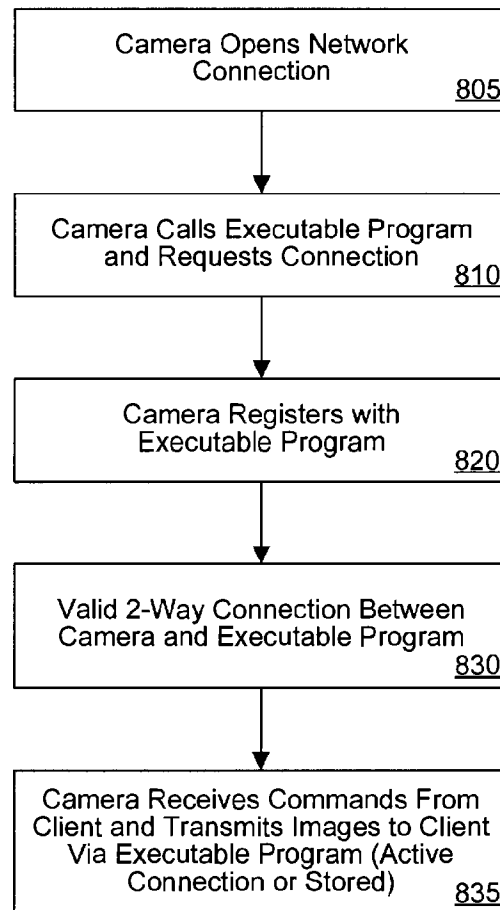 Camera Opens Network
Connection
805
Camera Calls Executable Program
and Requests Connection
810
Camera Registers with
Executable Program
820
Valid 2-Way Connection Between
Camera and Executable Program
830
Camera Receives Commands From
Client and Transmits Images to Client
Via Executable Program (Active
Connection or Stored)
835